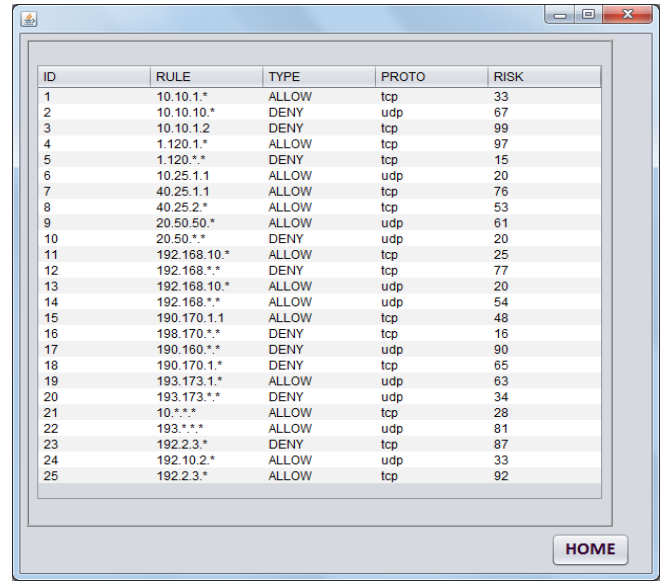 ID RULE TYPE PROTO RISK
1 10.10.1.* ALLOW tcp 33
2 10.10.10.* DENY udp 67
3 10.10.1.2 DENY tcp 99
4 1.120.1.* ALLOW tcp 97
5 1.120.*.* DENY tcp 15
6 10.25.1.1 ALLOW udp 20
7 40.25.1.1 ALLOW tcp 76
8 40.25.2.* ALLOW tcp 53
9 20.50.50.* ALLOW udp 61
10 20.50.*.* DENY udp 20
11 192.168.10.* ALLOW tcp 25
12 192.168.*.* DENY tcp 77
13 192.168.10.* ALLOW udp 20
14 192.168.*.* ALLOW udp 54
15 190.170.1.1 ALLOW tcp 48
16 198.170.*.* DENY tcp 16
17 190.160.*.* DENY udp 90
18 190.170.1.* DENY tcp 65
19 193.173.1.* ALLOW udp 63
20 193.173.*.* DENY udp 34
21 10.*.*.* ALLOW tcp 28
22 193.*.*.* ALLOW udp 81
23 192.2.3.* DENY tcp 87
24 192.10.2.* ALLOW udp 33
25 192.2.3.* ALLOW tcp 92
HOME